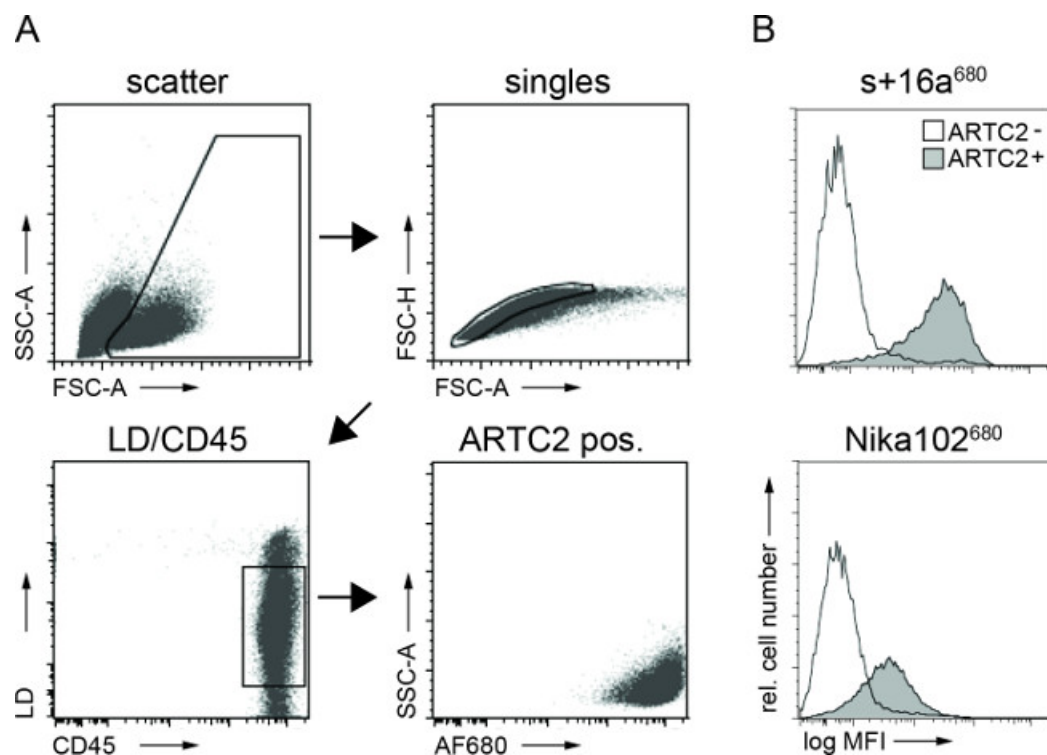 A
B
scatter
singles
s+16a⁶⁸⁰
ARTC2 -
ARTC2 +
SSC-A
FSC-A
FSC-H
FSC-A
LD/CD45
ARTC2 pos.
Nika102⁶⁸⁰
LD
CD45
SSC-A
AF680
rel. cell number
log MFI